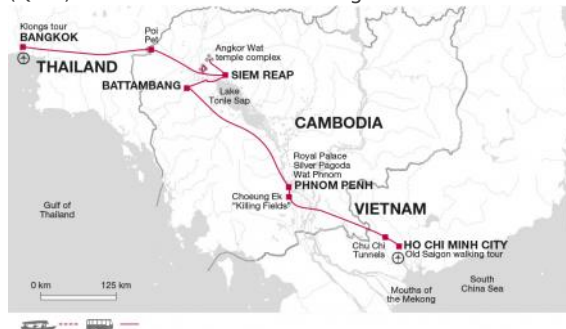 Klongs tour
BANGKOK
THAILAND
Poi
Pet
Angkor Wat
temple complex
SIEM REAP
BATTAMBANG
Lake
Tonle Sap
CAMBODIA
Royal Palace
Silver Pagoda
Wat Phnom
PHNOM PENH
Choeung Ek
"Killing Fields"
VIETNAM
Gulf of
Thailand
Chu Chi
Tunnels
HO CHI MINH CITY
Old Saigon walking tour
0 km
125 km
Mouths of
the Mekong
South
China Sea